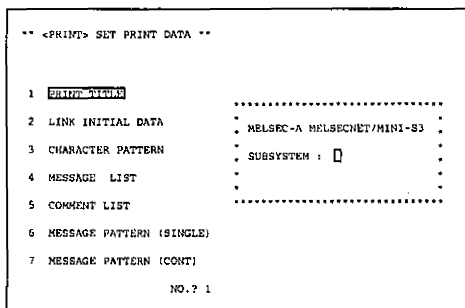 ** <PRINT> SET PRINT DATA **
1 PRINT TITLE
2 LINK INITIAL DATA
3 CHARACTER PATTERN
4 MESSAGE LIST
5 COMMENT LIST
6 MESSAGE PATTERN (SINGLE)
7 MESSAGE PATTERN (CONT)
NO.? 1
MELSEC-A MELSECNET/MINI-S3
SUBSYSTEM :